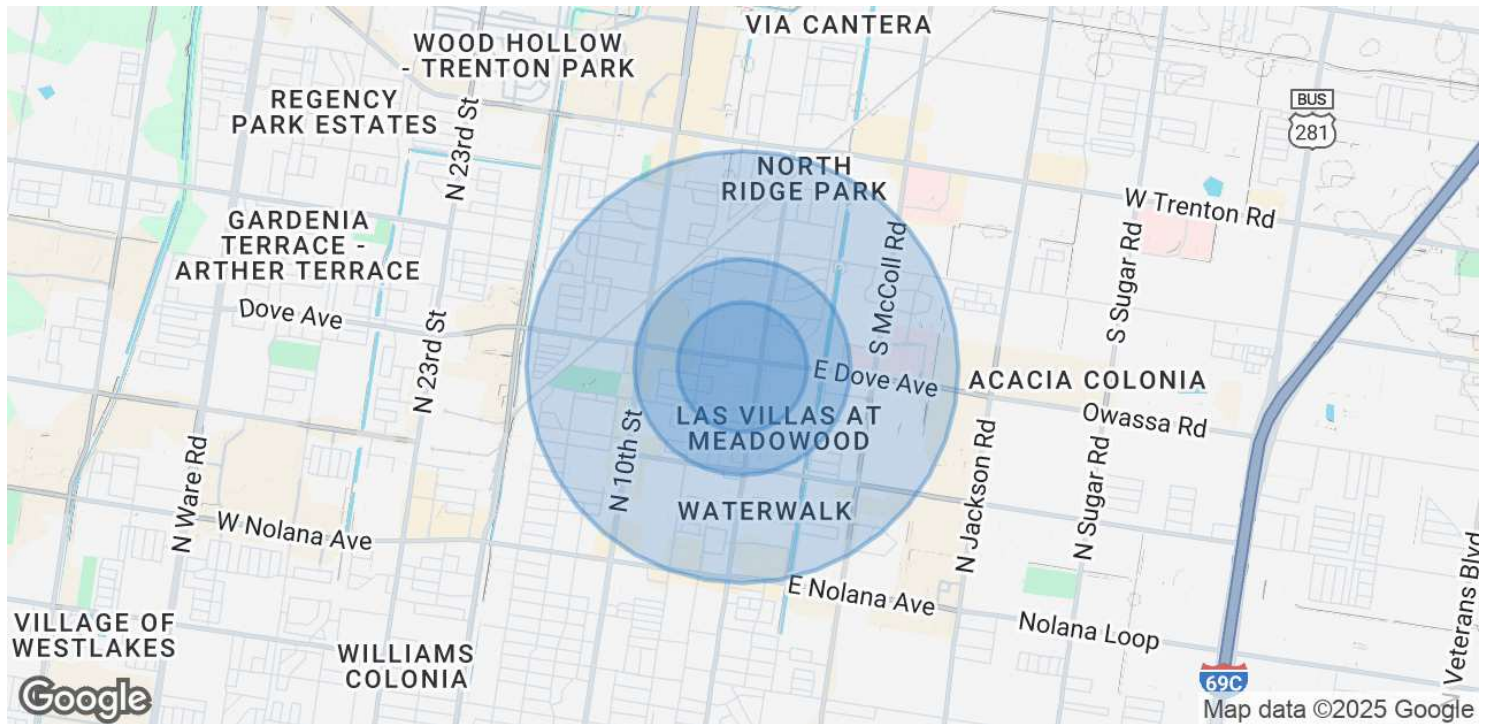 VIA CANTERA
WOOD HOLLOW
- TRENTON PARK
REGENCY
PARK ESTATES
N 23rd St
BUS
281
NORTH
RIDGE PARK
W Trenton Rd
GARDENIA
TERRACE -
ARTHER TERRACE
S McColl Rd
S Sugar Rd
Dove Ave
N 23rd St
E Dove Ave
ACACIA COLONIA
Owassa Rd
LAS VILLAS AT
MEADOWOOD
N 10th St
N Ware Rd
N Jackson Rd
N Sugar Rd
WATERWALK
W Nolana Ave
E Nolana Ave
Nolana Loop
N Veterans Blvd
VILLAGE OF
WESTLAKES
WILLIAMS
COLONIA
69C
Google
Map data ©2025 Google